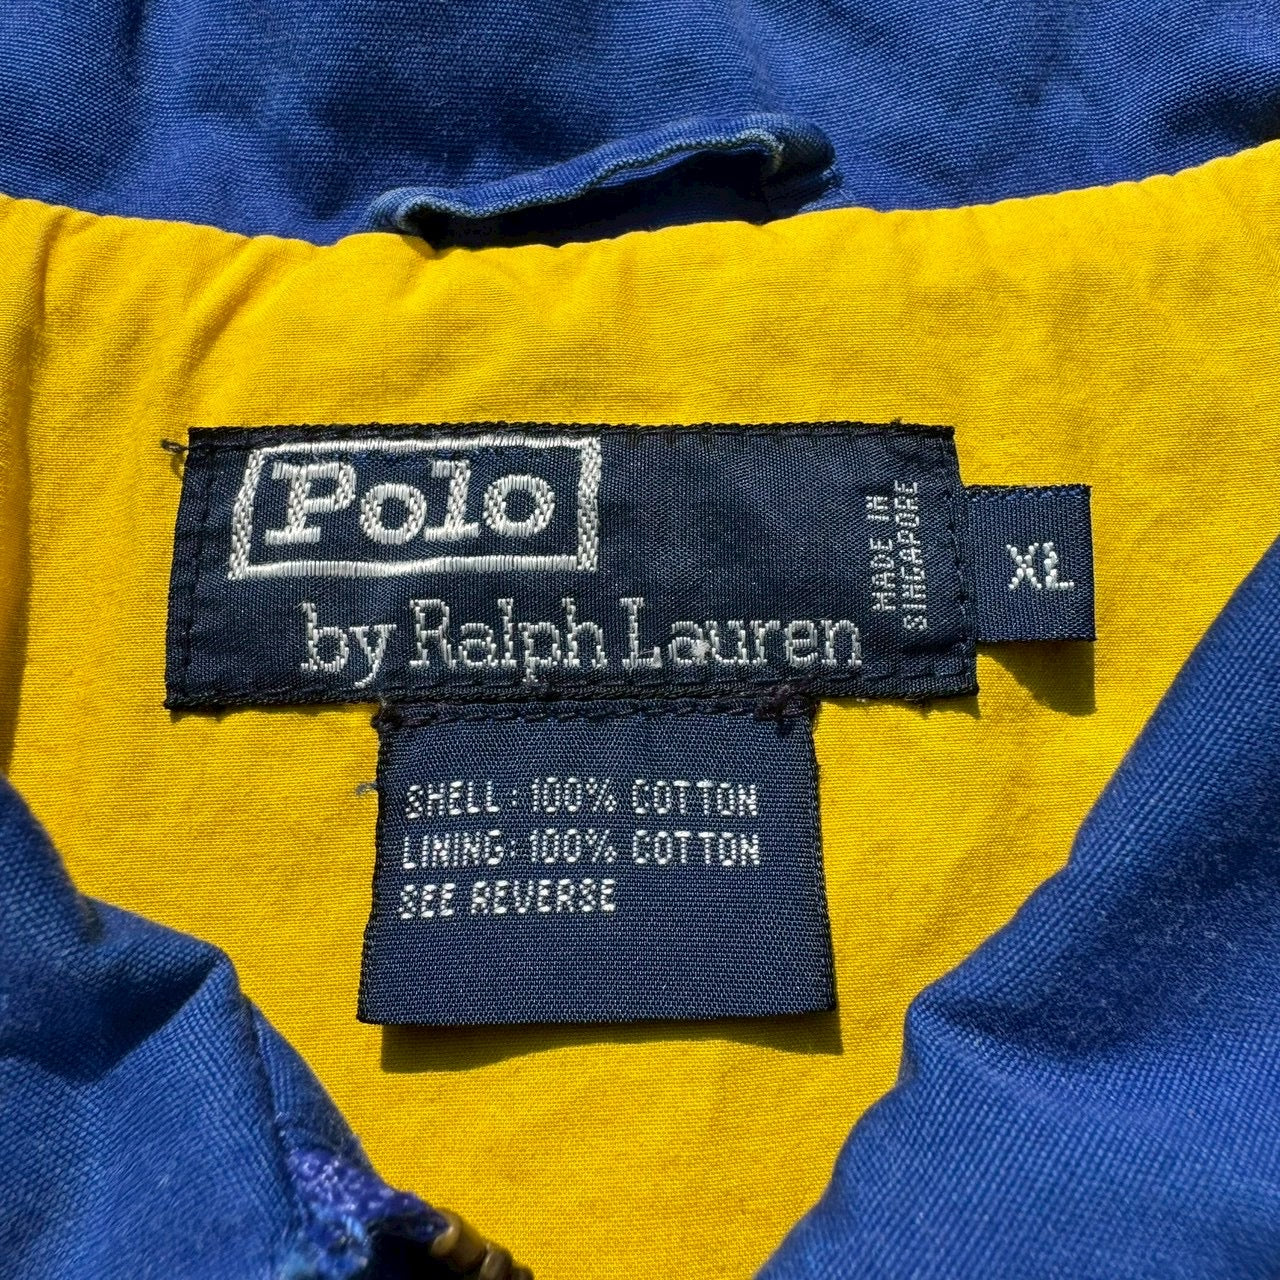 Polo
by Ralph Lauren
MADE IN
SINGAPORE
XL
SHELL: 100% COTTON
LINING: 100% COTTON
SEE REVERSE